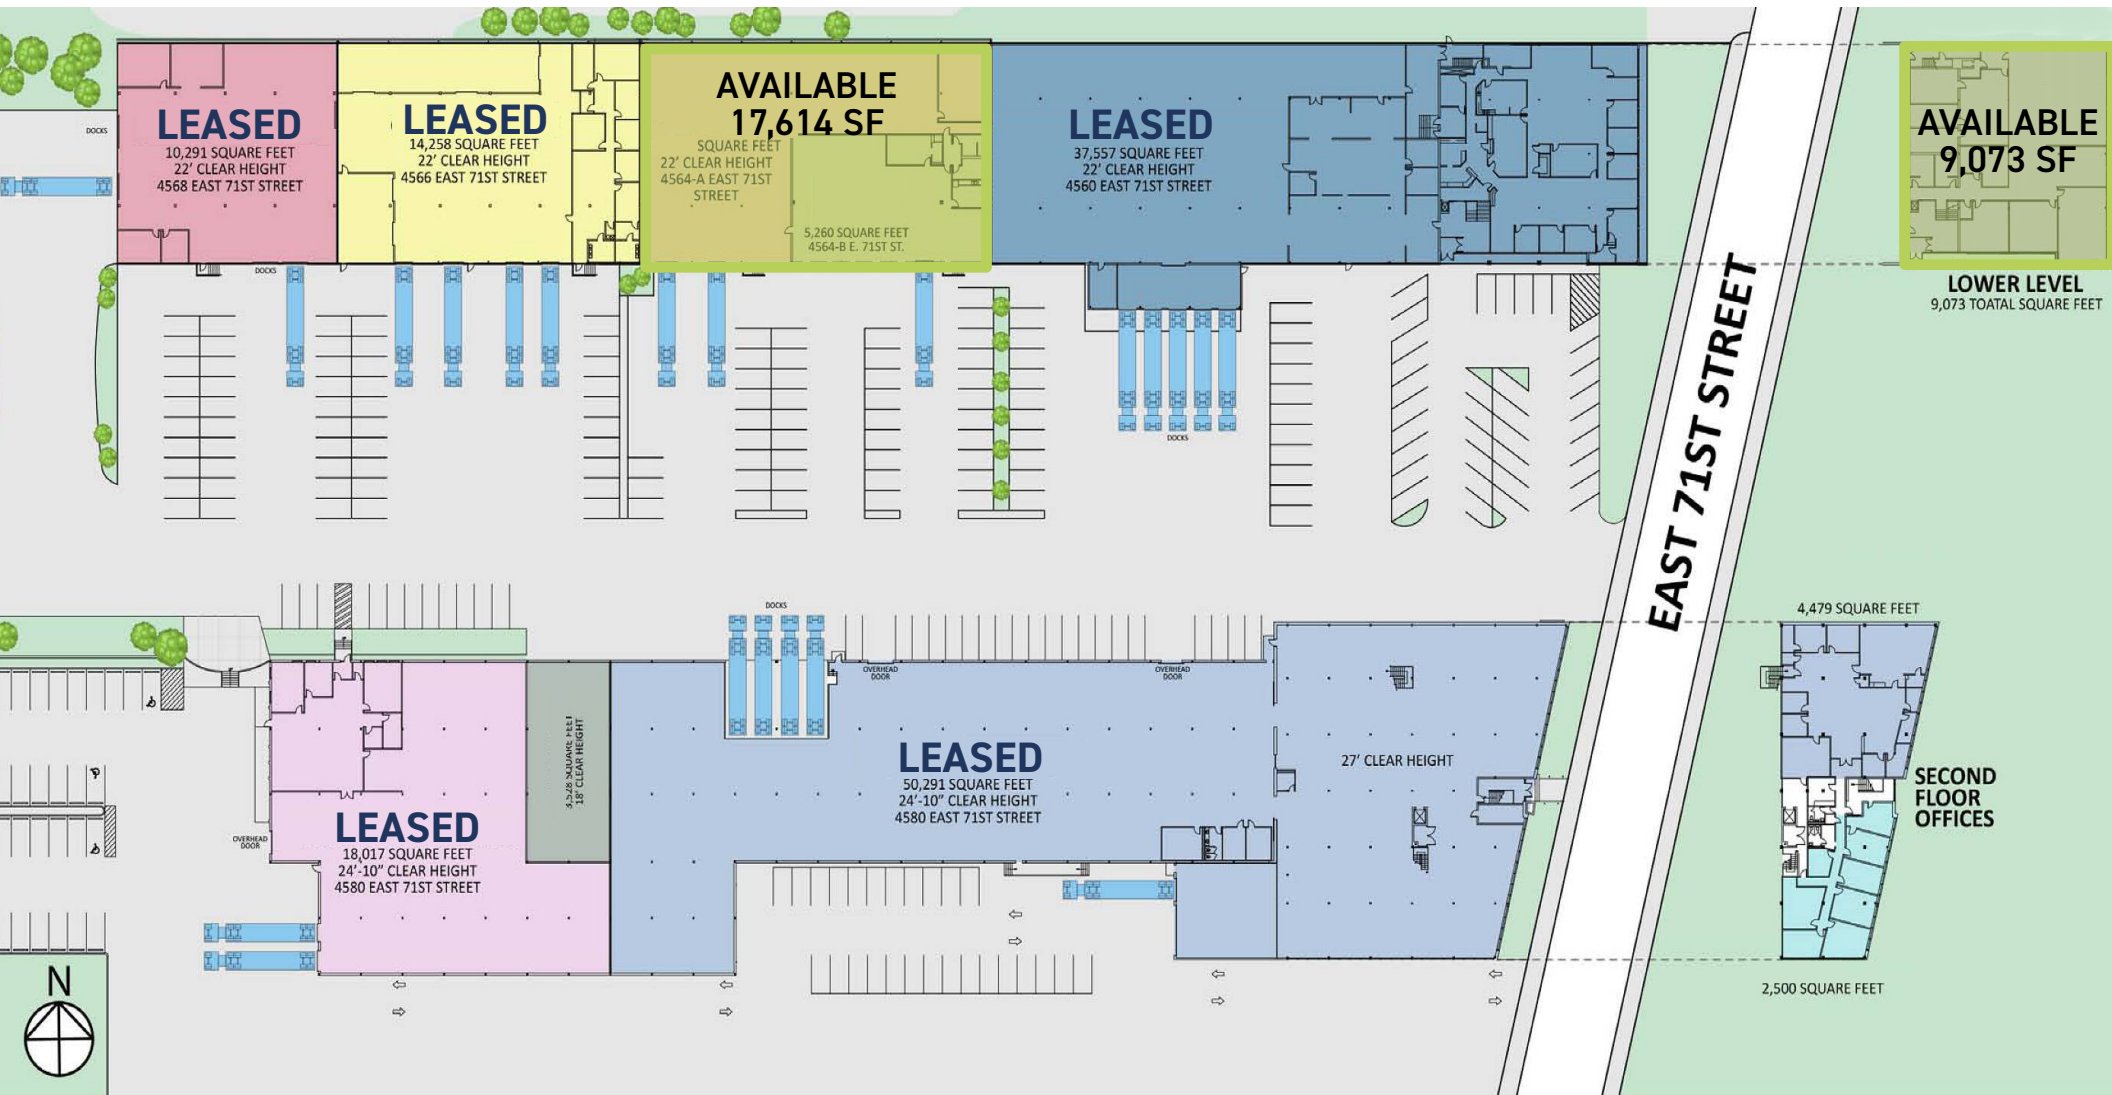 DOCKS
LEASED
10,291 SQUARE FEET
22' CLEAR HEIGHT
4568 EAST 71ST STREET
DOCKS
LEASED
14,258 SQUARE FEET
22' CLEAR HEIGHT
4566 EAST 71ST STREET
AVAILABLE
17,614 SF
SQUARE FEET
22' CLEAR HEIGHT
4564-A EAST 71ST
STREET
5,260 SQUARE FEET
4564-B E. 71ST ST.
LEASED
37,557 SQUARE FEET
22' CLEAR HEIGHT
4560 EAST 71ST STREET
DOCKS
AVAILABLE
9,073 SF
LOWER LEVEL
9,073 TOATAL SQUARE FEET
EAST 71ST STREET
DOCKS
OVERHEAD
DOOR
OVERHEAD
DOOR
OVERHEAD
DOOR
LEASED
18,017 SQUARE FEET
24'-10" CLEAR HEIGHT
4580 EAST 71ST STREET
3,528 SQUARE FEET
18' CLEAR HEIGHT
LEASED
50,291 SQUARE FEET
24'-10" CLEAR HEIGHT
4580 EAST 71ST STREET
27' CLEAR HEIGHT
4,479 SQUARE FEET
SECOND
FLOOR
OFFICES
2,500 SQUARE FEET
N